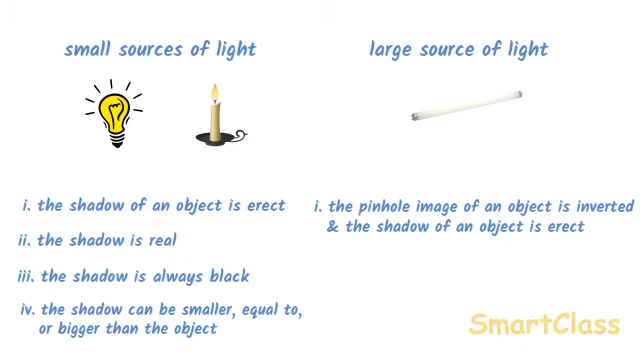 small sources of light
i. the shadow of an object is erect
ii. the shadow is real
iii. the shadow is always black
iv. the shadow can be smaller, equal to,
or bigger than the object
large source of light
i. the pinhole image of an object is inverted
& the shadow of an object is erect
SmartClass